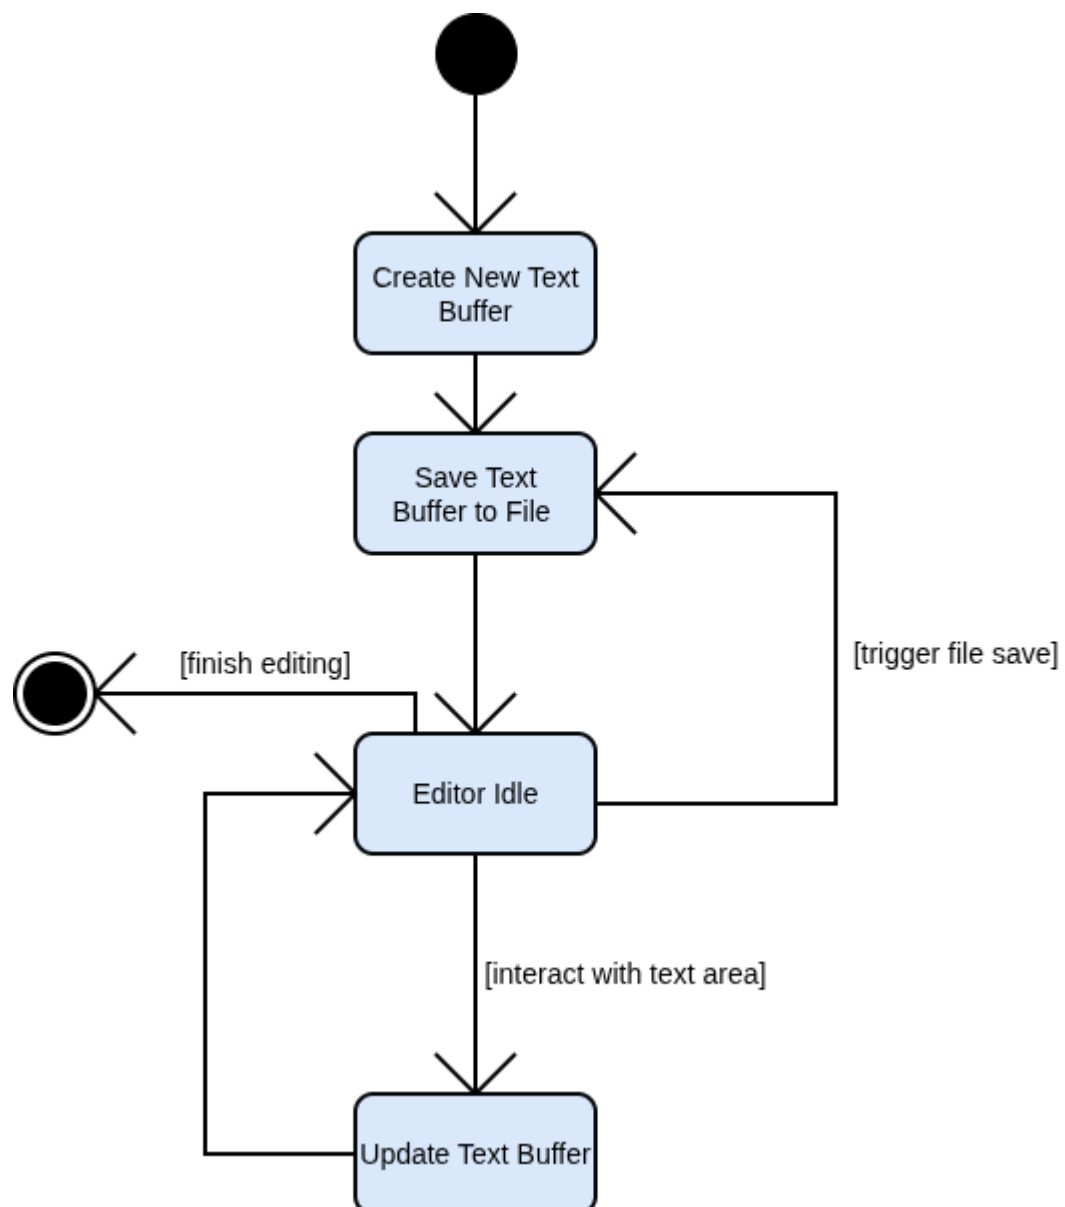 Create New Text
Buffer
Save Text
Buffer to File
[finish editing]
[trigger file save]
Editor Idle
[interact with text area]
Update Text Buffer